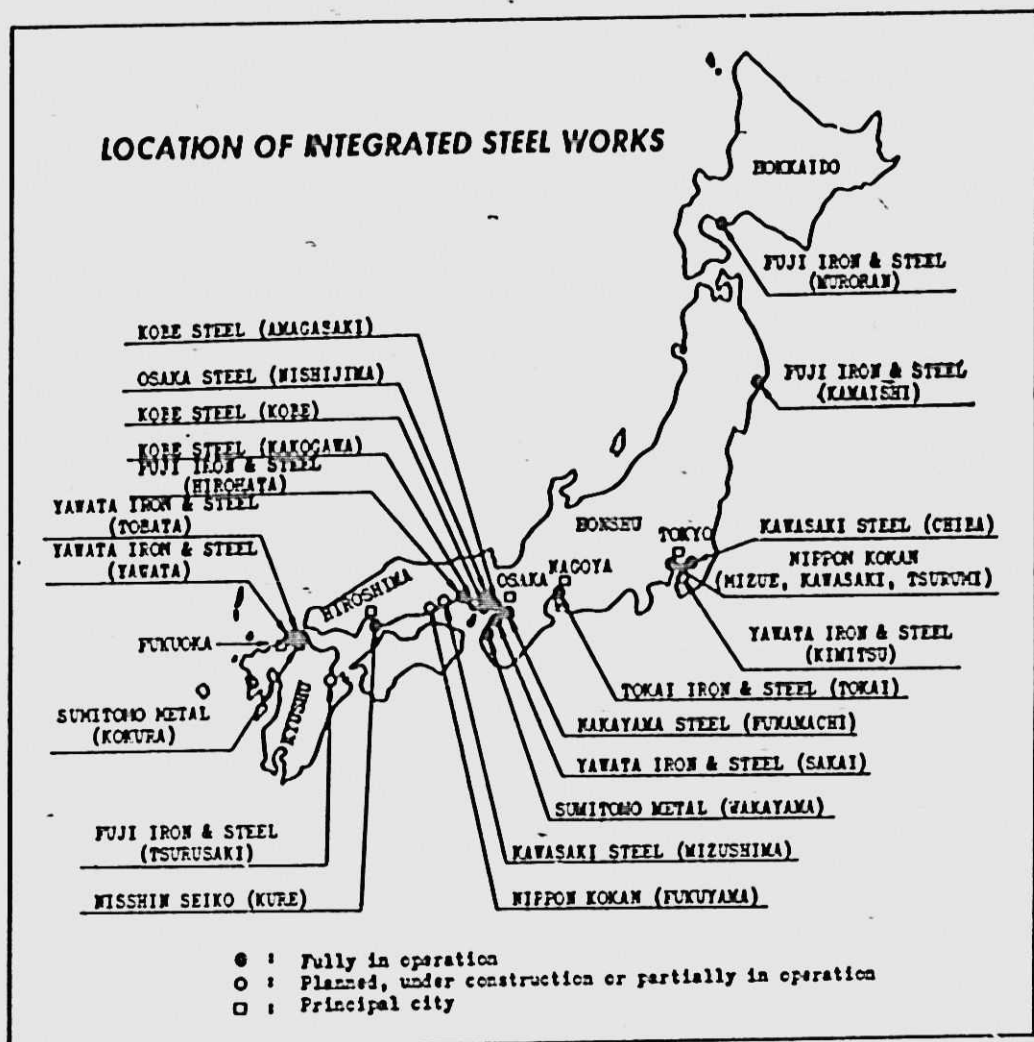 LOCATION OF INTEGRATED STEEL WORKS
HOKKAIDO
FUJI IRON & STEEL
(MURORAN)
KOBE STEEL (AMAGASAKI)
OSAKA STEEL (NISHIJIMA)
FUJI IRON & STEEL
(KAMAISHI)
KOBE STEEL (KOBE)
KOBE STEEL (KAKOGAWA)
FUJI IRON & STEEL
(HIROHATA)
YAWATA IRON & STEEL
(TOBATA)
YAWATA IRON & STEEL
(YAWATA)
HONSHU
TOKYO
KAWASAKI STEEL (CHIBA)
NIPPON KOKAN
(MIZUE, KAWASAKI, TSURUMI)
NAGOYA
OSAKA
HIROSHIMA
FUKUOKA
YAWATA IRON & STEEL
(KIMITSU)
TOKAI IRON & STEEL (TOKAI)
KYUSHU
SUMITOMO METAL
(KOKURA)
NAKAYAMA STEEL (FUNAMACHI)
YAWATA IRON & STEEL (SAKAI)
SUMITOMO METAL (WAKAYAMA)
FUJI IRON & STEEL
(TSURUSAKI)
KAWASAKI STEEL (MIZUSHIMA)
NISSHIN SEIKO (KURE)
NIPPON KOKAN (FUKUYAMA)
● : Fully in operation
○ : Planned, under construction or partially in operation
□ : Principal city